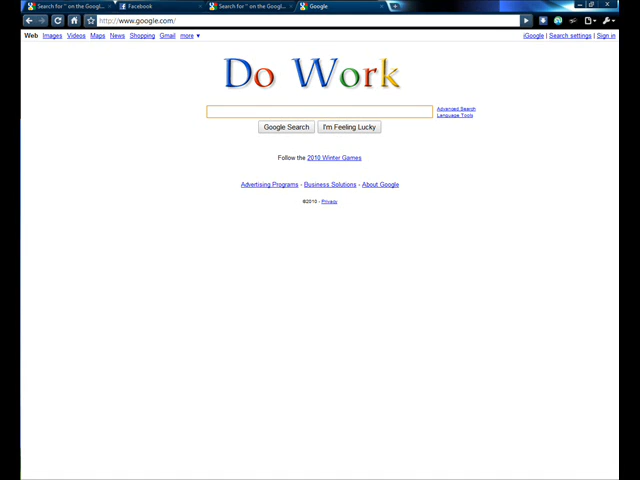 Search for '' on the Googl...
Facebook
Search for '' on the Googl...
Google
http://www.google.com/
Web Images Videos Maps News Shopping Gmail more ▼
iGoogle | Search settings | Sign in
Do Work
Advanced Search
Language Tools
Google Search I'm Feeling Lucky
Follow the 2010 Winter Games
Advertising Programs - Business Solutions - About Google
©2010 - Privacy